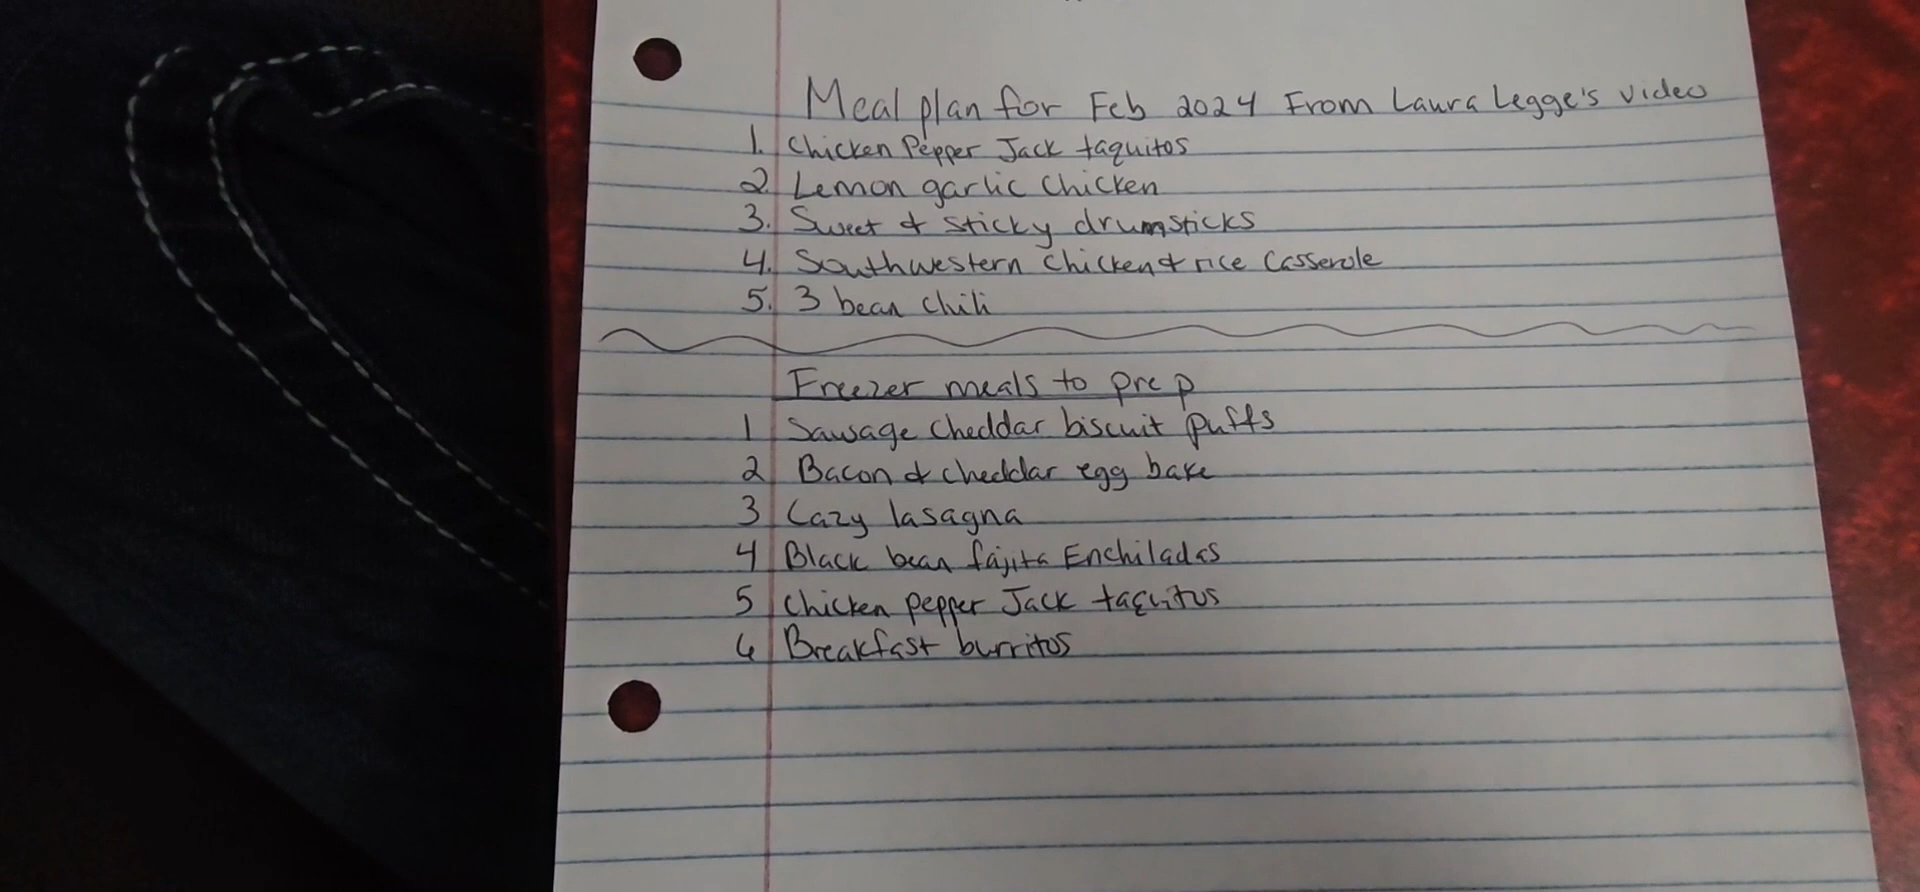 Meal plan for Feb 2024 From Laura Legge's video
1. Chicken Pepper Jack taquitos
2. Lemon garlic Chicken
3. Sweet & sticky drumsticks
4. Southwestern Chicken & rice Casserole
5. 3 bean chili
Freezer meals to prep
1 Sausage cheddar biscuit puffs
2 Bacon & cheddar egg bake
3 Lazy lasagna
4 Black bean fajita Enchiladas
5 Chicken pepper Jack taquitos
6 Breakfast burritos